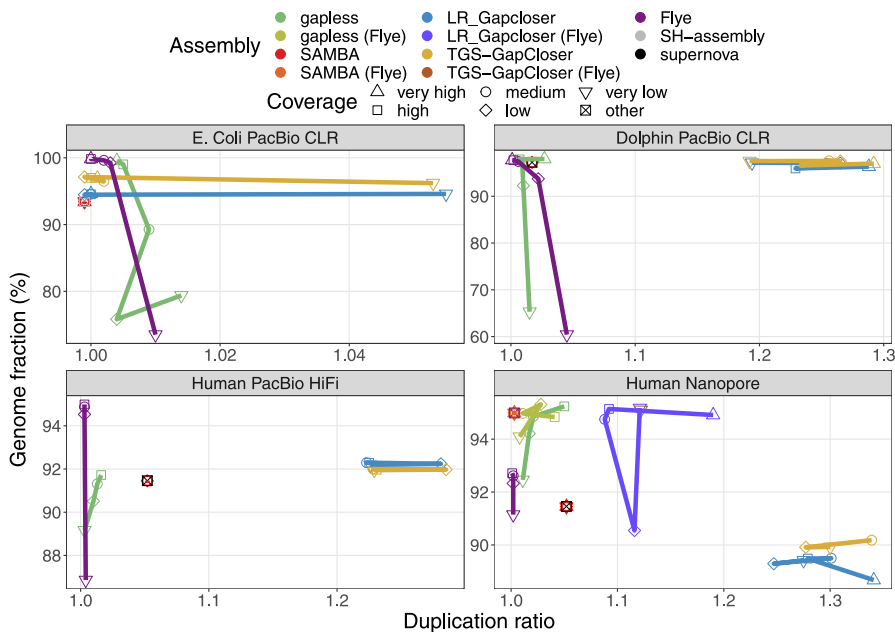 Assembly
gapless
gapless (Flye)
SAMBA
SAMBA (Flye)
LR_Gapcloser
LR_Gapcloser (Flye)
TGS−GapCloser
TGS−GapCloser (Flye)
Flye
SH−assembly
supernova
Coverage
very high
high
medium
low
very low
other
E. Coli PacBio CLR
Dolphin PacBio CLR
100
90
80
1.00 1.02 1.04
90
80
70
60
1.0 1.1 1.2 1.3
Human PacBio HiFi
Human Nanopore
94
92
90
88
1.0 1.1 1.2
95
90
1.0 1.1 1.2 1.3
Genome fraction (%)
Duplication ratio